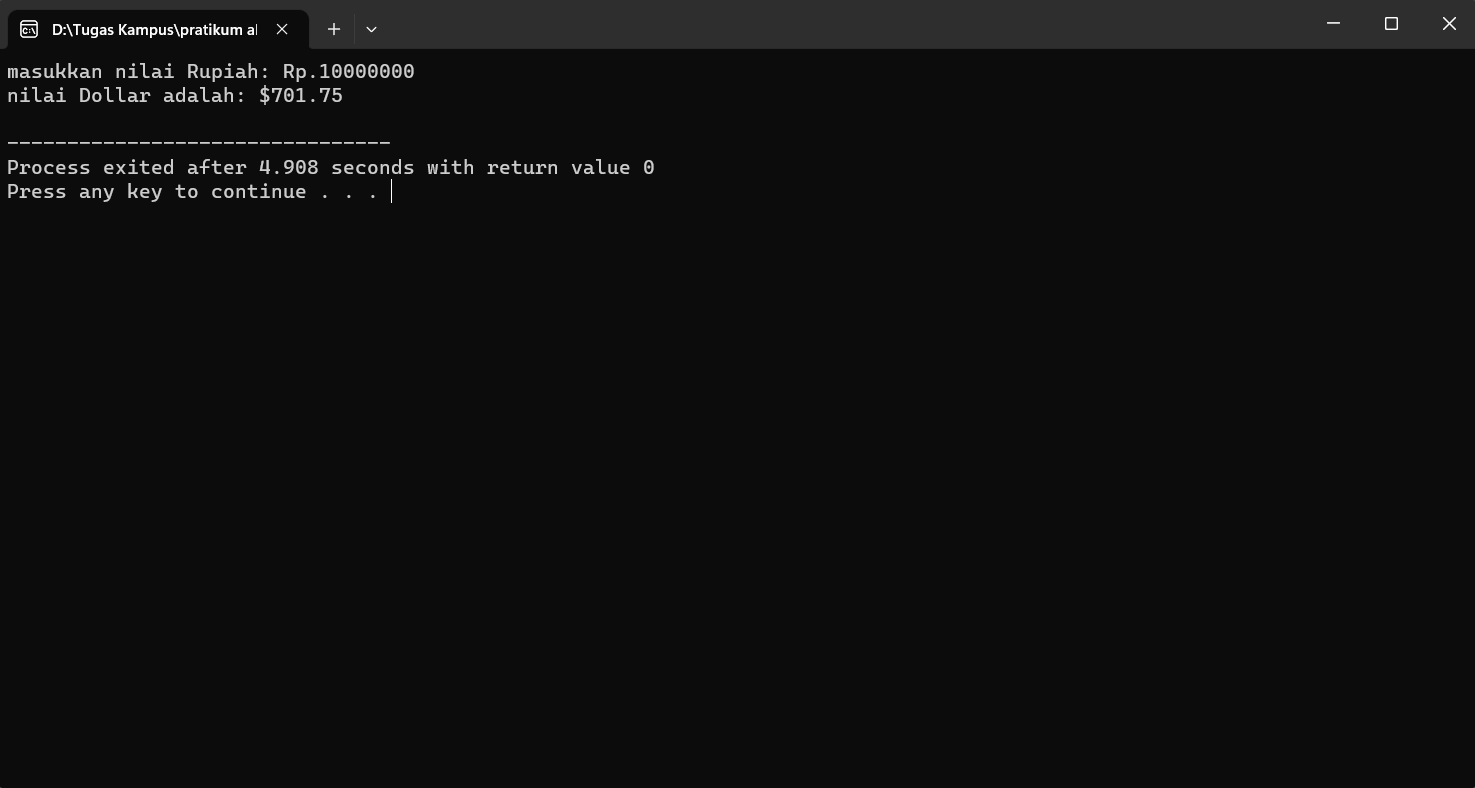 D:\Tugas Kampus\pratikum al
masukkan nilai Rupiah: Rp.10000000
nilai Dollar adalah: $701.75
--------------------------------
Process exited after 4.908 seconds with return value 0
Press any key to continue . . .